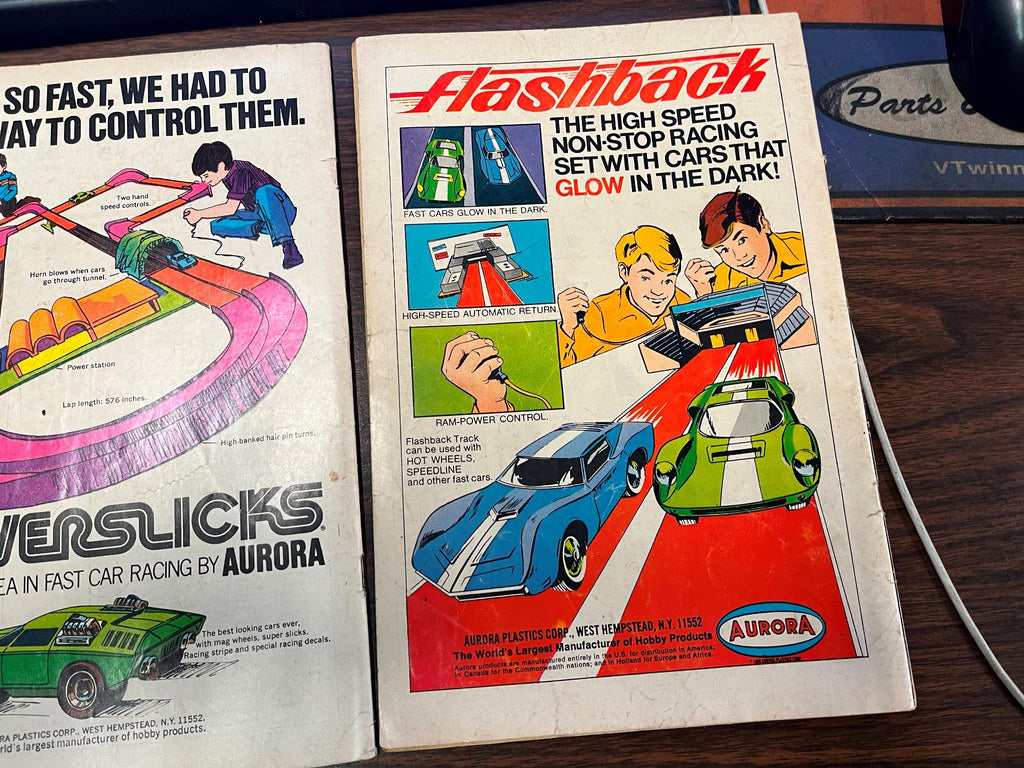 SO FAST, WE HAD TO
WAY TO CONTROL THEM.
Two hand
speed controls.
Horn blows when cars
go through tunnel.
Power station
Lap length: 576 inches.
High-banked hair pin turns.
VERSLICKS
EA IN FAST CAR RACING BY AURORA
The best looking cars ever,
with mag wheels, super slicks.
Racing stripe and special racing decals.
RA PLASTICS CORP., WEST HEMPSTEAD, N.Y. 11552.
rld's largest manufacturer of hobby products.
flashback
THE HIGH SPEED
NON-STOP RACING
SET WITH CARS THAT
GLOW IN THE DARK!
FAST CARS GLOW IN THE DARK.
HIGH-SPEED AUTOMATIC RETURN.
RAM-POWER CONTROL.
Flashback Track
can be used with
HOT WHEELS,
SPEEDLINE
and other fast cars.
AURORA PLASTICS CORP., WEST HEMPSTEAD, N.Y. 11552
The World's Largest Manufacturer of Hobby Products
Aurora products are manufactured entirely in the U.S. for distribution in America;
in Canada for the Commonwealth nations; and in Holland for Europe and Africa.
AURORA
Parts
VTwinm